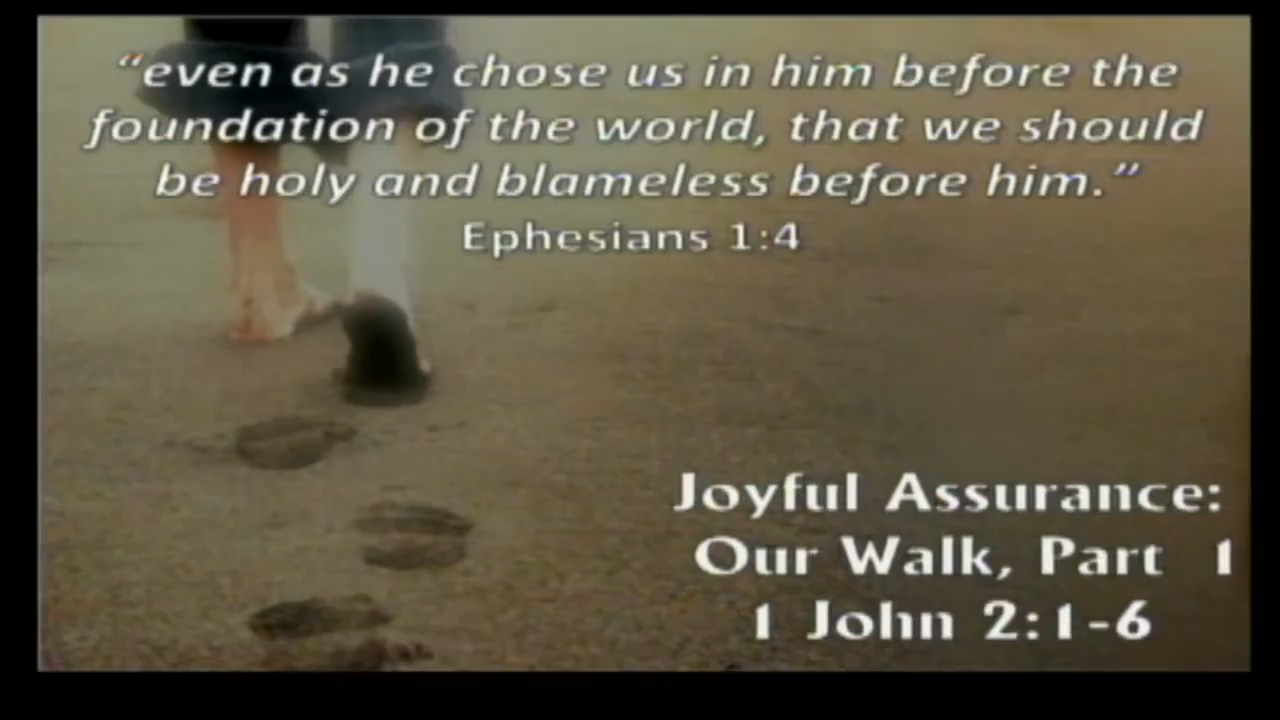 “even as he chose us in him before the
foundation of the world, that we should
be holy and blameless before him.”
Ephesians 1:4
Joyful Assurance:
Our Walk, Part 1
1 John 2:1-6